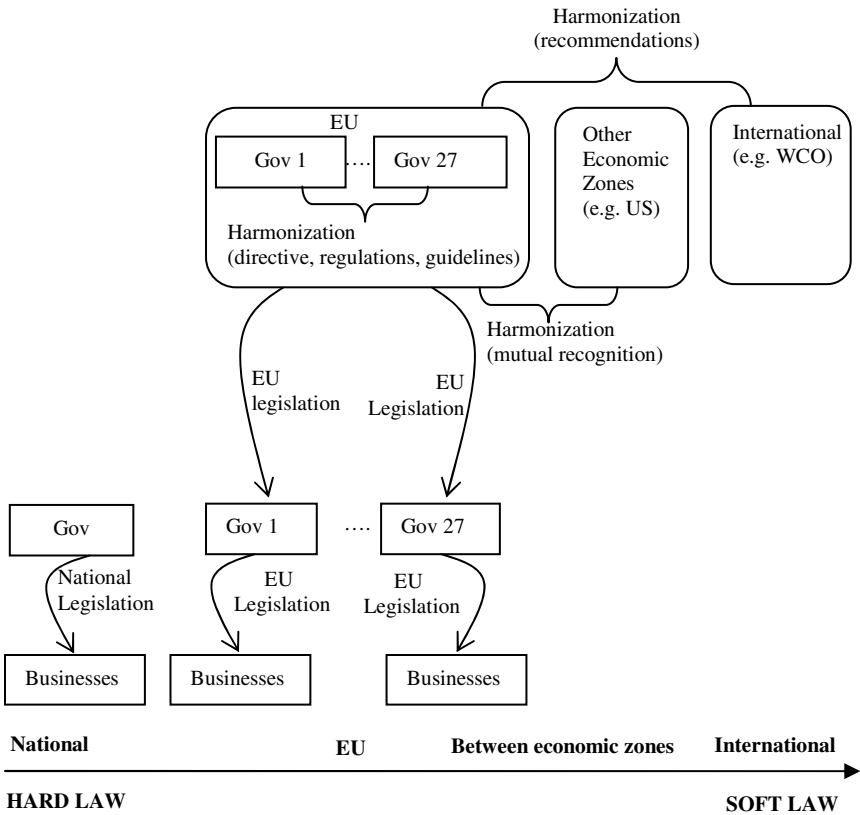 Harmonization
(recommendations)
EU
Gov 1
....
Gov 27
Harmonization
(directive, regulations, guidelines)
Other
Economic
Zones
(e.g. US)
International
(e.g. WCO)
Harmonization
(mutual recognition)
EU
legislation
EU
Legislation
Gov
Gov 1
....
Gov 27
National
Legislation
EU
Legislation
EU
Legislation
Businesses
Businesses
Businesses
National
EU
Between economic zones
International
HARD LAW
SOFT LAW